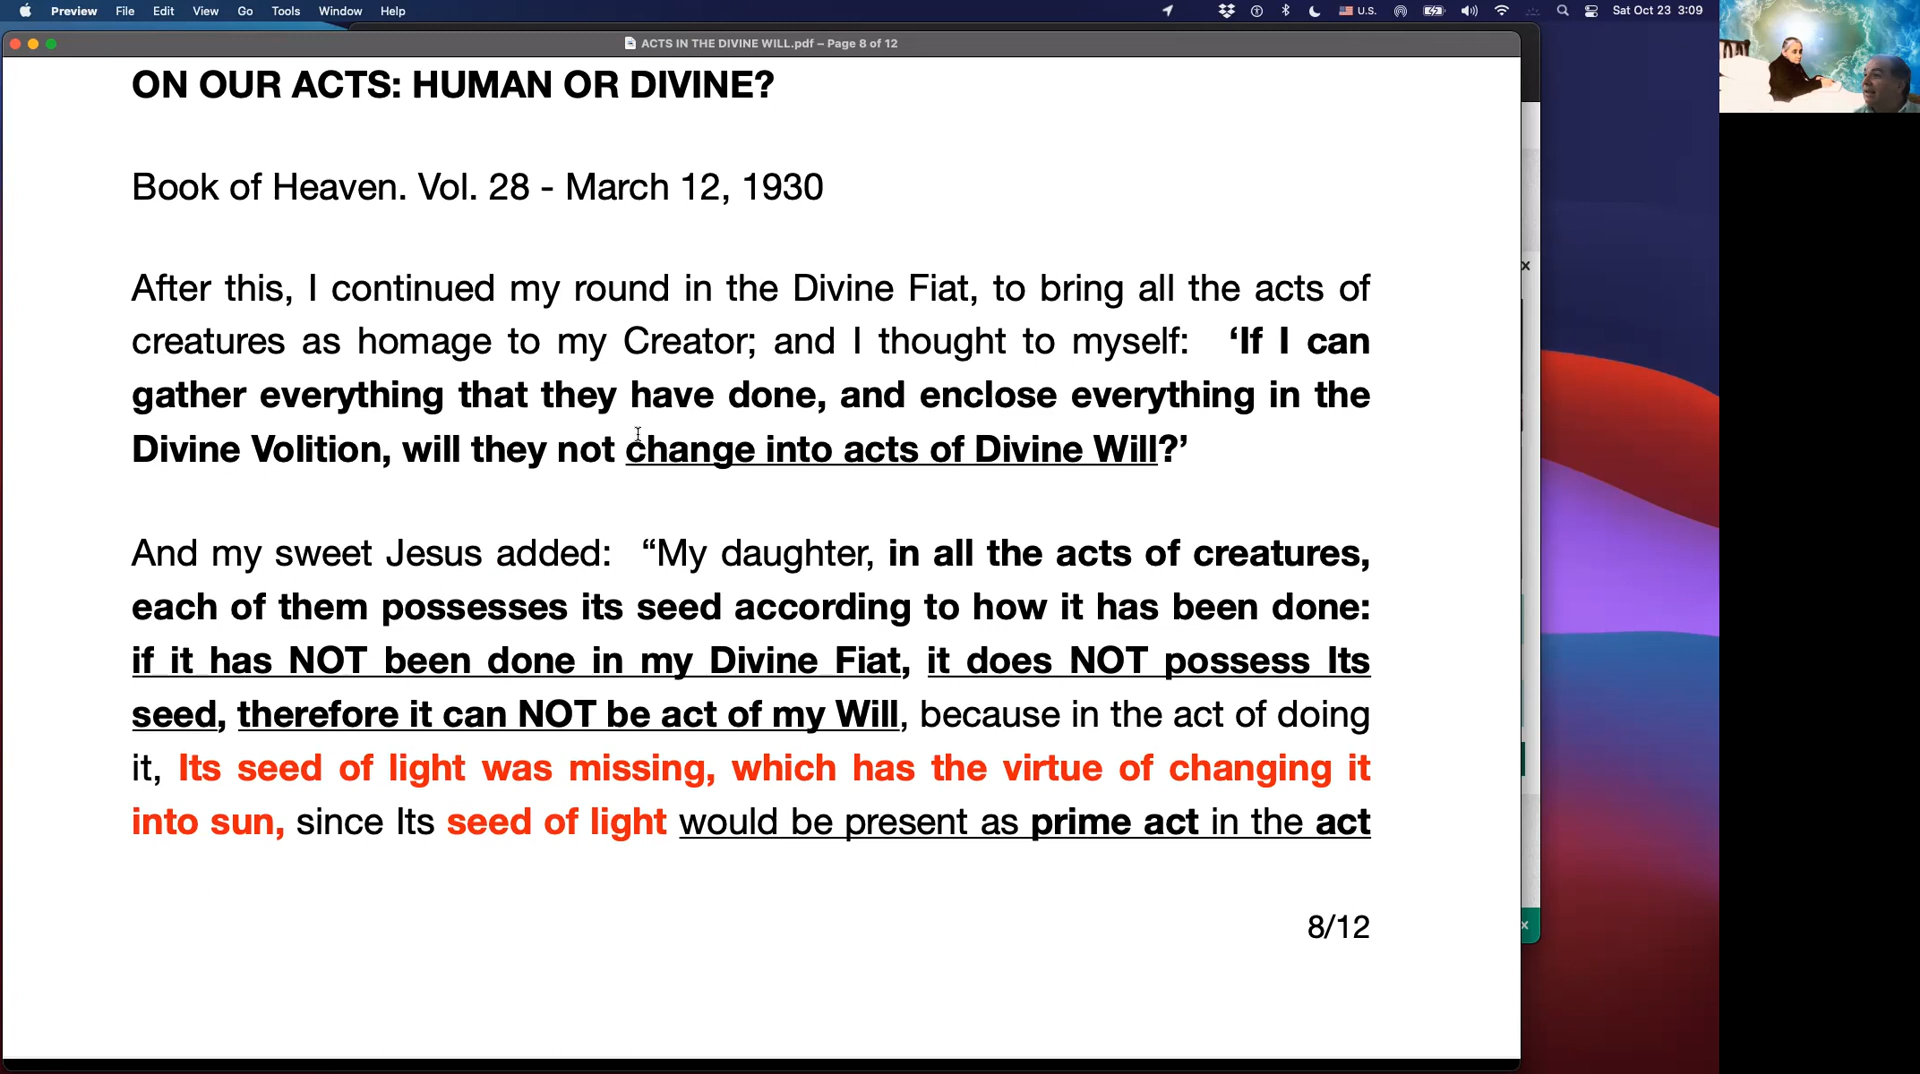 Preview File Edit View Go Tools Window Help U.S. Sat Oct 23 3:09
ACTS IN THE DIVINE WILL.pdf – Page 8 of 12
ON OUR ACTS: HUMAN OR DIVINE?
Book of Heaven. Vol. 28 - March 12, 1930
After this, I continued my round in the Divine Fiat, to bring all the acts of
creatures as homage to my Creator; and I thought to myself: ‘If I can
gather everything that they have done, and enclose everything in the
Divine Volition, will they not change into acts of Divine Will?’
And my sweet Jesus added: “My daughter, in all the acts of creatures,
each of them possesses its seed according to how it has been done:
if it has NOT been done in my Divine Fiat, it does NOT possess Its
seed, therefore it can NOT be act of my Will, because in the act of doing
it, Its seed of light was missing, which has the virtue of changing it
into sun, since Its seed of light would be present as prime act in the act
8/12